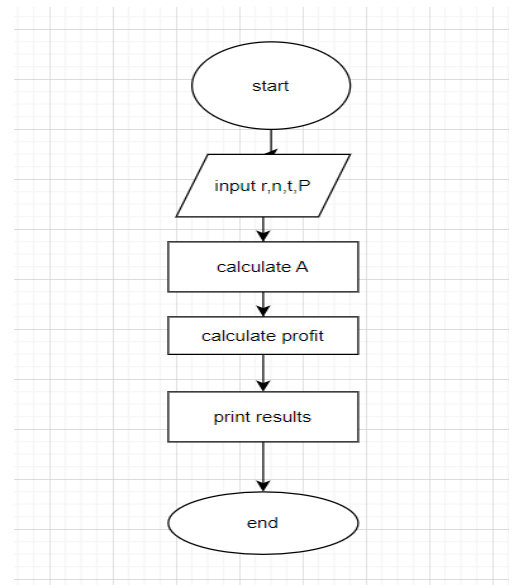 start
input r,n,t,P
calculate A
calculate profit
print results
end